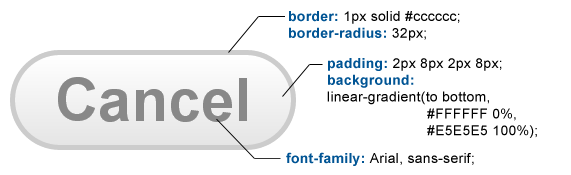 border: 1px solid #cccccc;
border-radius: 32px;
padding: 2px 8px 2px 8px;
background:
linear-gradient(to bottom,
#FFFFFF 0%,
#E5E5E5 100%);
Cancel
font-family: Arial, sans-serif;